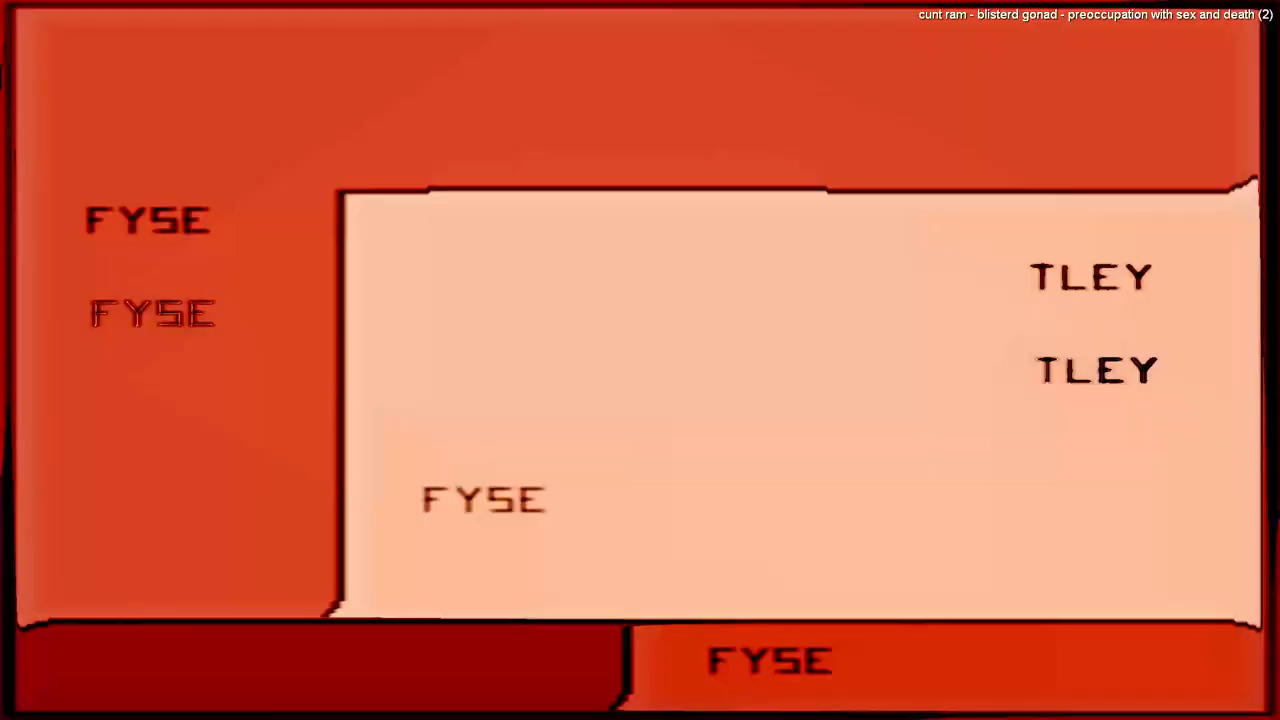 cunt ram - blisterd gonad - preoccupation with sex and death (2)
FYSE
TLEY
FYSE
TLEY
FYSE
FYSE